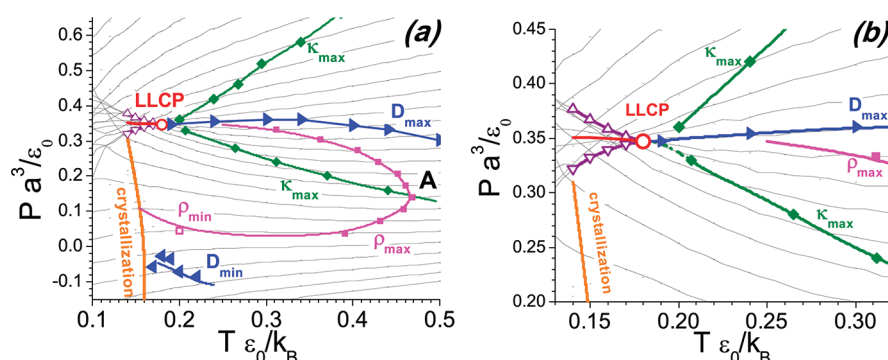 (a)
0.6
0.5
0.4
0.3
0.2
0.1
0.0
-0.1
P a³/ε₀
κmax
LLCP
Dmax
A
κmax
ρmin
ρmax
crystallization
Dmin
0.1 0.2 0.3 0.4 0.5
T ε₀/kB
(b)
0.45
0.40
0.35
0.30
0.25
0.20
κmax
LLCP
Dmax
ρmax
κmax
crystallization
0.15 0.20 0.25 0.30
T ε₀/kB